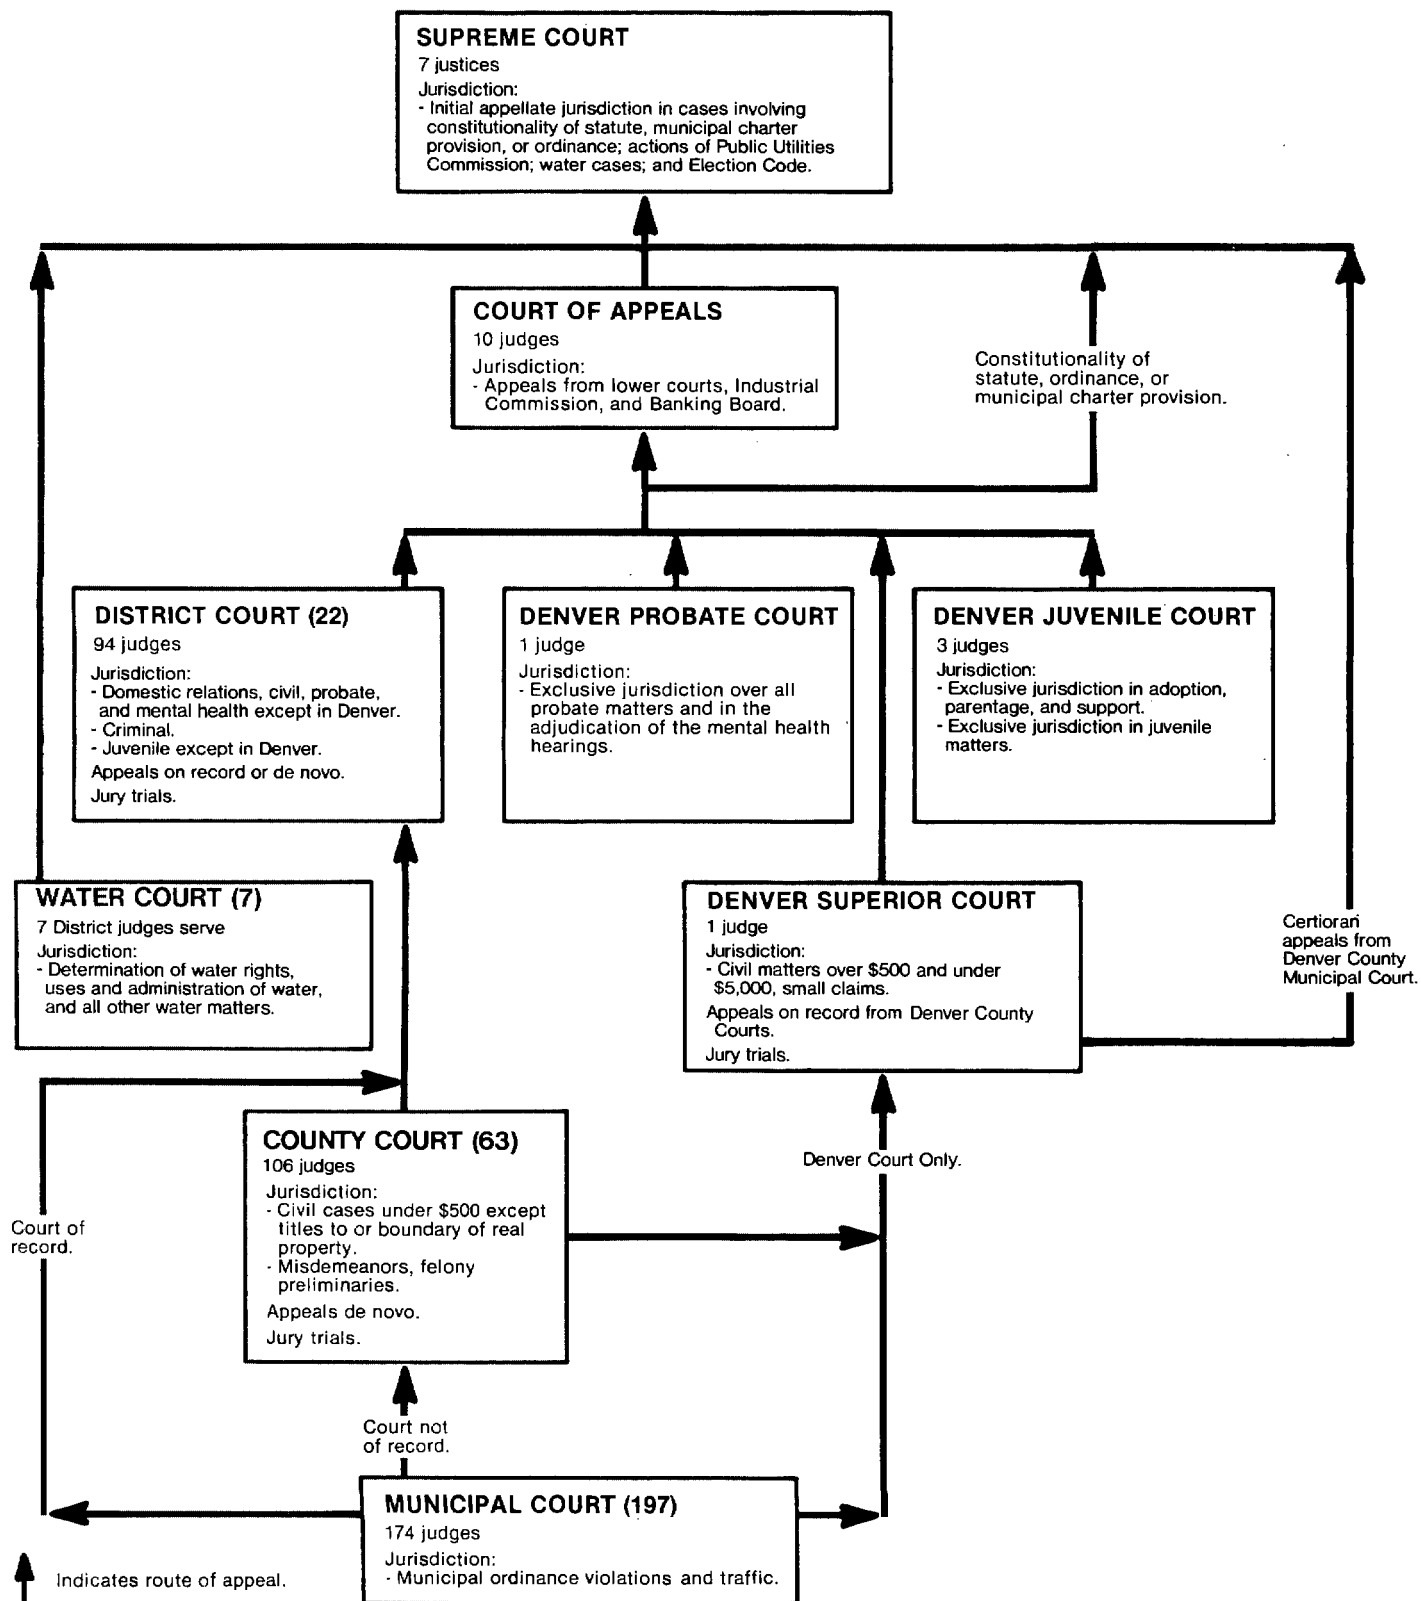 SUPREME COURT
7 justices
Jurisdiction:
- Initial appellate jurisdiction in cases involving
constitutionality of statute, municipal charter
provision, or ordinance; actions of Public Utilities
Commission; water cases; and Election Code.
COURT OF APPEALS
10 judges
Jurisdiction:
- Appeals from lower courts, Industrial
Commission, and Banking Board.
Constitutionality of
statute, ordinance, or
municipal charter provision.
DISTRICT COURT (22)
94 judges
Jurisdiction:
- Domestic relations, civil, probate,
and mental health except in Denver.
- Criminal.
- Juvenile except in Denver.
Appeals on record or de novo.
Jury trials.
DENVER PROBATE COURT
1 judge
Jurisdiction:
- Exclusive jurisdiction over all
probate matters and in the
adjudication of the mental health
hearings.
DENVER JUVENILE COURT
3 judges
Jurisdiction:
- Exclusive jurisdiction in adoption,
parentage, and support.
- Exclusive jurisdiction in juvenile
matters.
WATER COURT (7)
7 District judges serve
Jurisdiction:
- Determination of water rights,
uses and administration of water,
and all other water matters.
DENVER SUPERIOR COURT
1 judge
Jurisdiction:
- Civil matters over $500 and under
$5,000, small claims.
Appeals on record from Denver County
Courts.
Jury trials.
Certiorari
appeals from
Denver County
Municipal Court.
COUNTY COURT (63)
106 judges
Jurisdiction:
- Civil cases under $500 except
titles to or boundary of real
property.
- Misdemeanors, felony
preliminaries.
Appeals de novo.
Jury trials.
Denver Court Only.
Court of
record.
Court not
of record.
MUNICIPAL COURT (197)
174 judges
Jurisdiction:
- Municipal ordinance violations and traffic.
Indicates route of appeal.